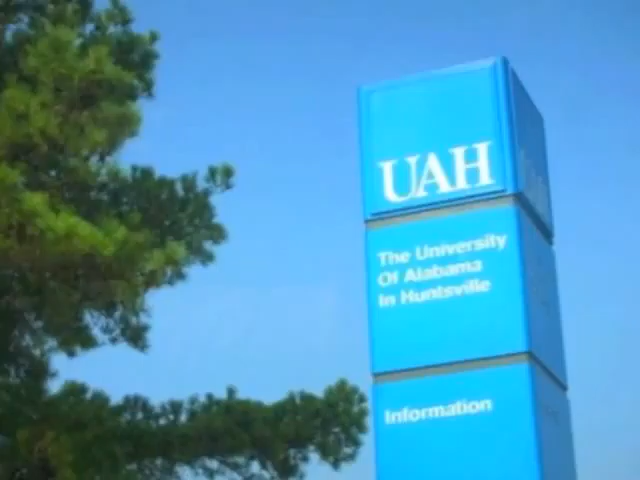 UAH
The University
Of Alabama
In Huntsville
Information